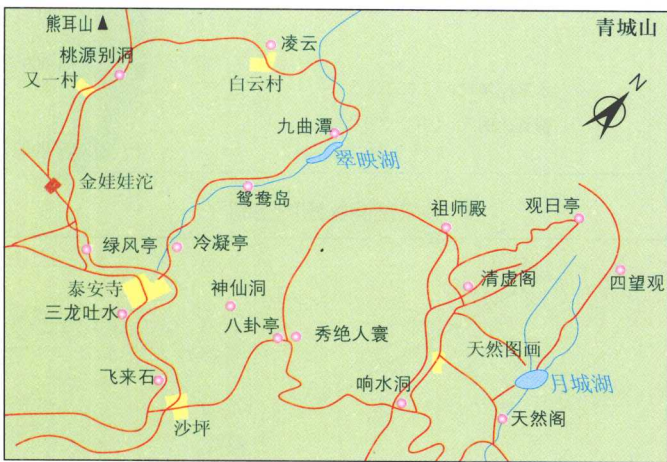 熊耳山
凌云
青城山
桃源别洞
又一村
白云村
N
九曲潭
翠映湖
金娃娃沱
鸳鸯岛
祖师殿
观日亭
绿风亭
冷凝亭
清虚阁
四望观
泰安寺
神仙洞
三龙吐水
八卦亭
秀绝人寰
天然图画
飞来石
响水洞
月城湖
天然阁
沙坪